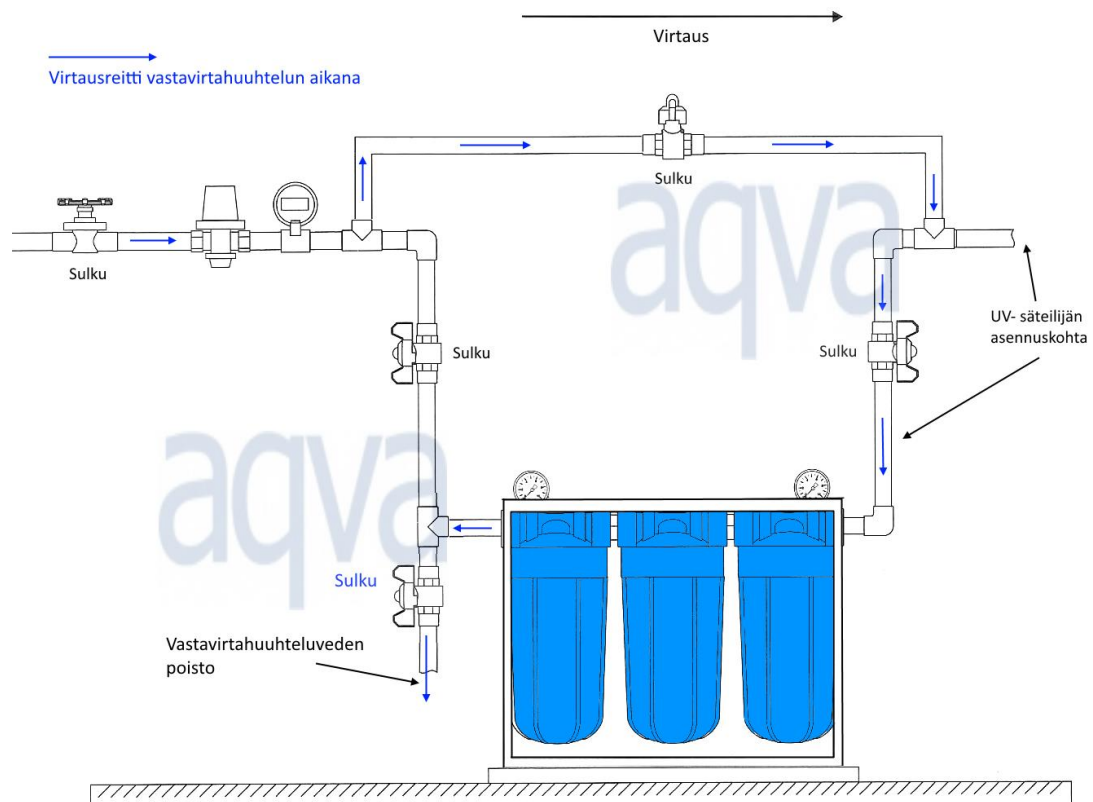 Virtaus
Virtausreitti vastavirtahuuhtelun aikana
Sulku
aqva
Sulku
UV- säteilijän
asennuskohta
Sulku
Sulku
aqva
Sulku
Vastavirtahuuhteluveden
poisto